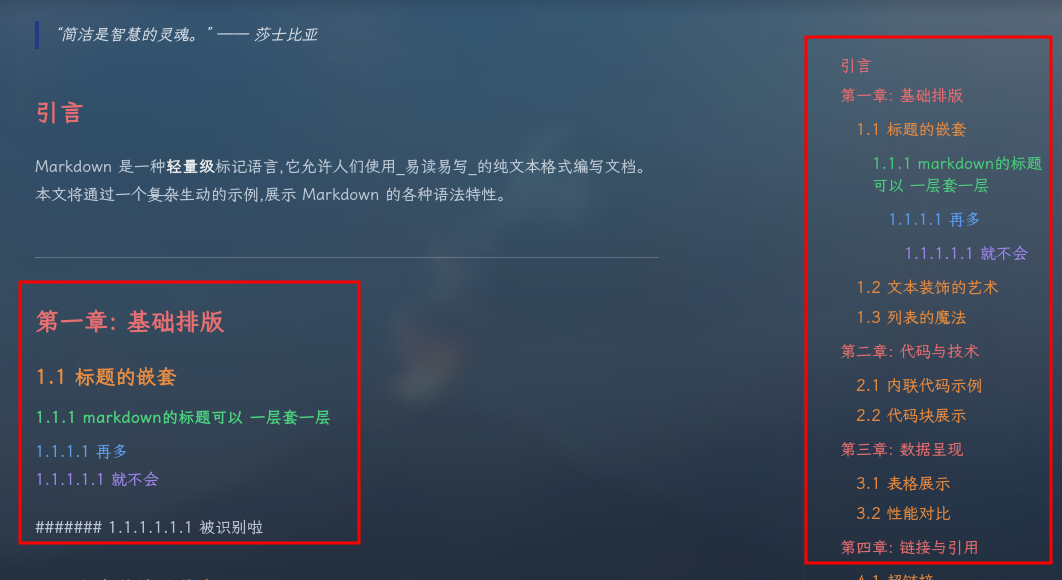 “简洁是智慧的灵魂。” —— 莎士比亚
引言
Markdown 是一种轻量级标记语言,它允许人们使用_易读易写_的纯文本格式编写文档。
本文将通过一个复杂生动的示例,展示 Markdown 的各种语法特性。
第一章: 基础排版
1.1 标题的嵌套
1.1.1 markdown的标题可以 一层套一层
1.1.1.1 再多
1.1.1.1.1 就不会
####### 1.1.1.1.1.1 被识别啦
引言
第一章: 基础排版
1.1 标题的嵌套
1.1.1 markdown的标题
可以 一层套一层
1.1.1.1 再多
1.1.1.1.1 就不会
1.2 文本装饰的艺术
1.3 列表的魔法
第二章: 代码与技术
2.1 内联代码示例
2.2 代码块展示
第三章: 数据呈现
3.1 表格展示
3.2 性能对比
第四章: 链接与引用
4.1 超链接